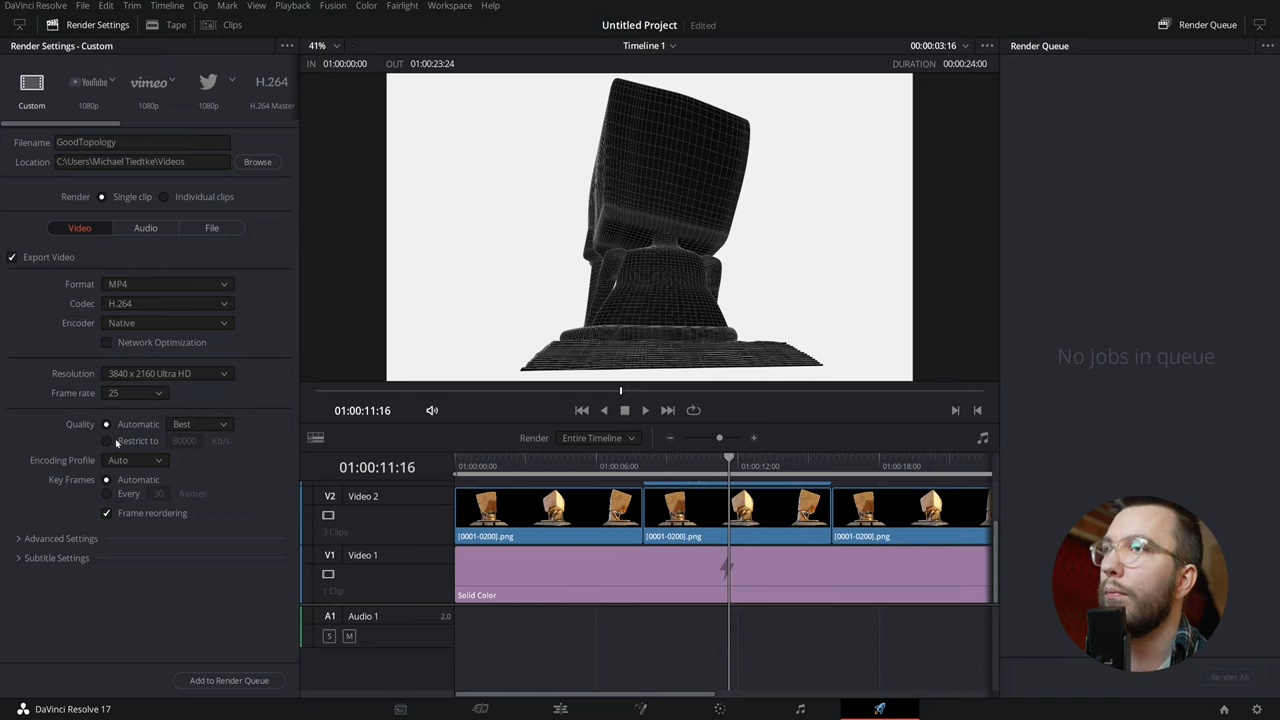 DaVinci Resolve File Edit Trim Timeline Clip Mark View Playback Fusion Color Fairlight Workspace Help
Render Settings Tape Clips Untitled Project Edited Render Queue
Render Settings - Custom 41% Timeline 1 00:00:03:16 Render Queue
IN 01:00:00:00 OUT 01:00:23:24 DURATION 00:00:24:00
YouTube vimeo H.264
Custom 1080p 1080p 1080p H.264 Master
Filename GoodTopology
Location C:\Users\Michael Tiedtke\Videos Browse
Render Single clip Individual clips
Video Audio File
Export Video
Format MP4
Codec H.264
Encoder Native
Network Optimization
Resolution 3840 x 2160 Ultra HD
Frame rate 25
Quality Automatic Best
Restrict to 80000 Kb/s
Encoding Profile Auto
Key Frames Automatic
Every 30 frames
Frame reordering
Advanced Settings
Subtitle Settings
Add to Render Queue
No jobs in queue
01:00:11:16
Render Entire Timeline
01:00:11:16 01:00:00:00 01:00:06:00 01:00:12:00 01:00:18:00
V2 Video 2
3 Clips [0001-0200].png [0001-0200].png [0001-0200].png
V1 Video 1
1 Clip Solid Color
A1 Audio 1 2.0
S M
Render All
DaVinci Resolve 17